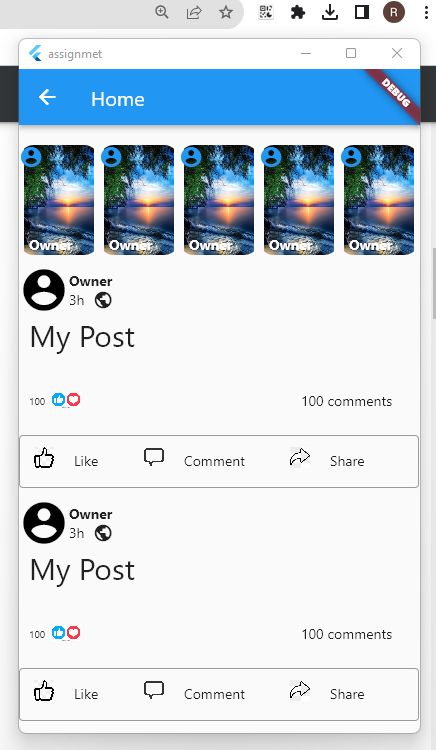 R
assignmet
Home
DEBUG
Owner Owner Owner Owner Owner
Owner
3h
My Post
100 100 comments
Like Comment Share
Owner
3h
My Post
100 100 comments
Like Comment Share